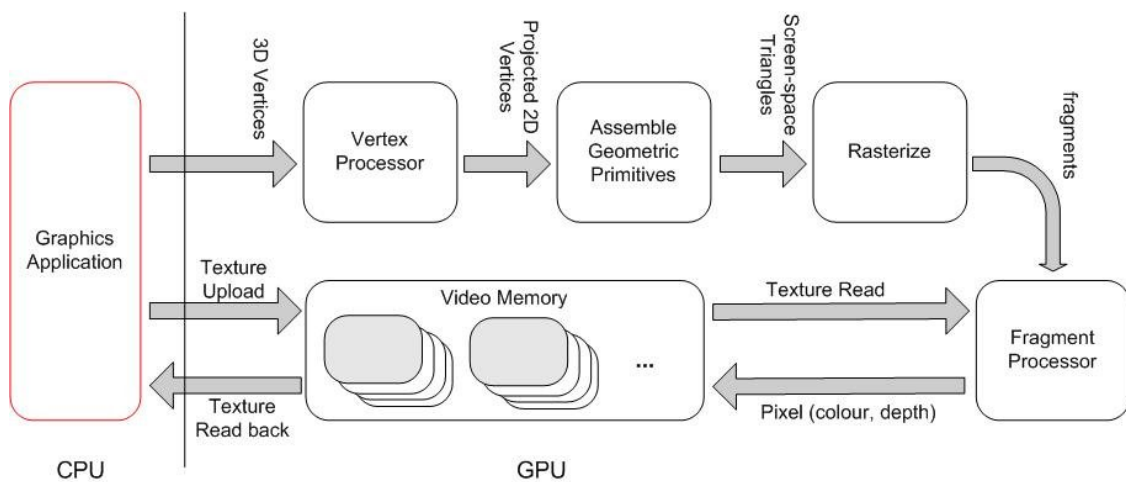 3D Vertices
Projected 2D
Vertices
Screen-space
Triangles
fragments
Vertex
Processor
Assemble
Geometric
Primitives
Rasterize
Graphics
Application
Texture
Upload
Video Memory
...
Texture Read
Fragment
Processor
Texture
Read back
Pixel (colour, depth)
CPU
GPU